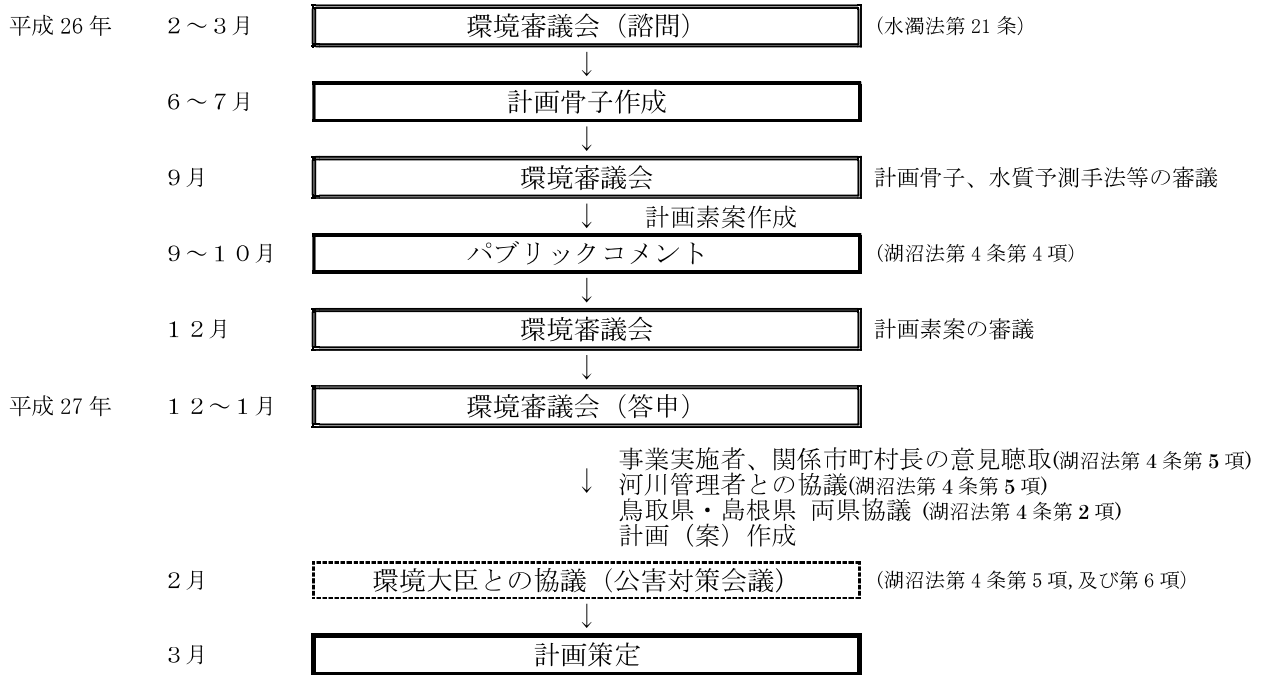 平成 26 年 ２～３月 環境審議会（諮問） (水濁法第 21 条)
↓
６～７月 計画骨子作成
↓
９月 環境審議会 計画骨子、水質予測手法等の審議
↓ 計画素案作成
９～１０月 パブリックコメント (湖沼法第 4 条第 4 項)
↓
１２月 環境審議会 計画素案の審議
↓
平成 27 年 １２～１月 環境審議会（答申）
事業実施者、関係市町村長の意見聴取(湖沼法第 4 条第 5 項)
↓ 河川管理者との協議(湖沼法第 4 条第 5 項)
鳥取県・島根県 両県協議 (湖沼法第 4 条第 2 項)
計画（案）作成
２月 環境大臣との協議（公害対策会議） (湖沼法第 4 条第 5 項,及び第 6 項)
↓
３月 計画策定